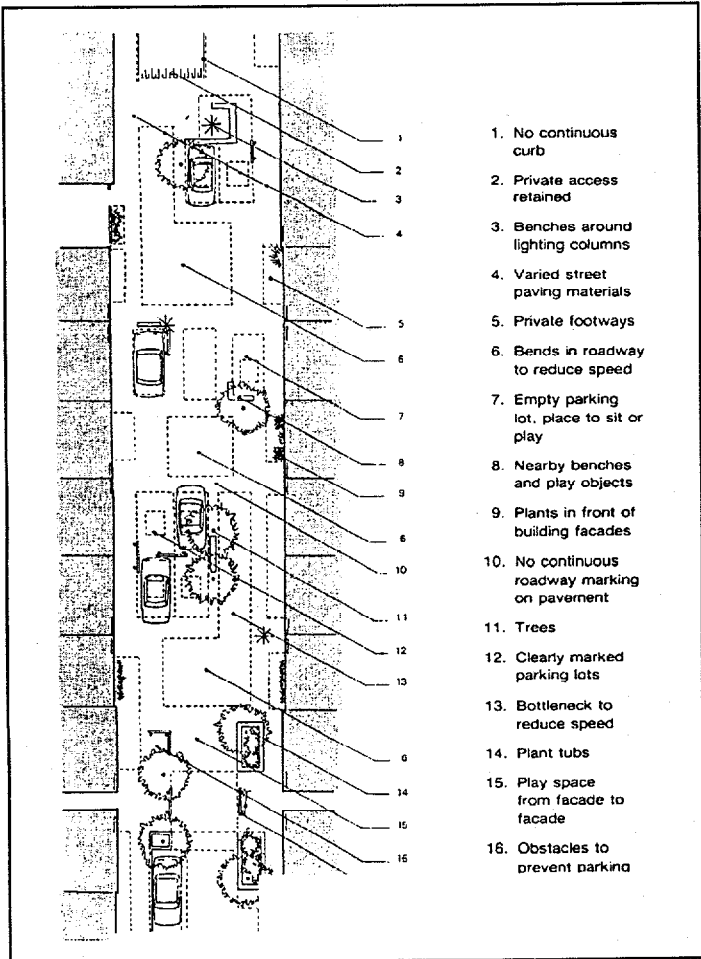 1
2
3
4
5
6
7
8
9
6
10
11
12
13
6
14
15
16
1. No continuous
curb
2. Private access
retained
3. Benches around
lighting columns
4. Varied street
paving materials
5. Private footways
6. Bends in roadway
to reduce speed
7. Empty parking
lot, place to sit or
play
8. Nearby benches
and play objects
9. Plants in front of
building facades
10. No continuous
roadway marking
on pavement
11. Trees
12. Clearly marked
parking lots
13. Bottleneck to
reduce speed
14. Plant tubs
15. Play space
from facade to
facade
16. Obstacles to
prevent parking